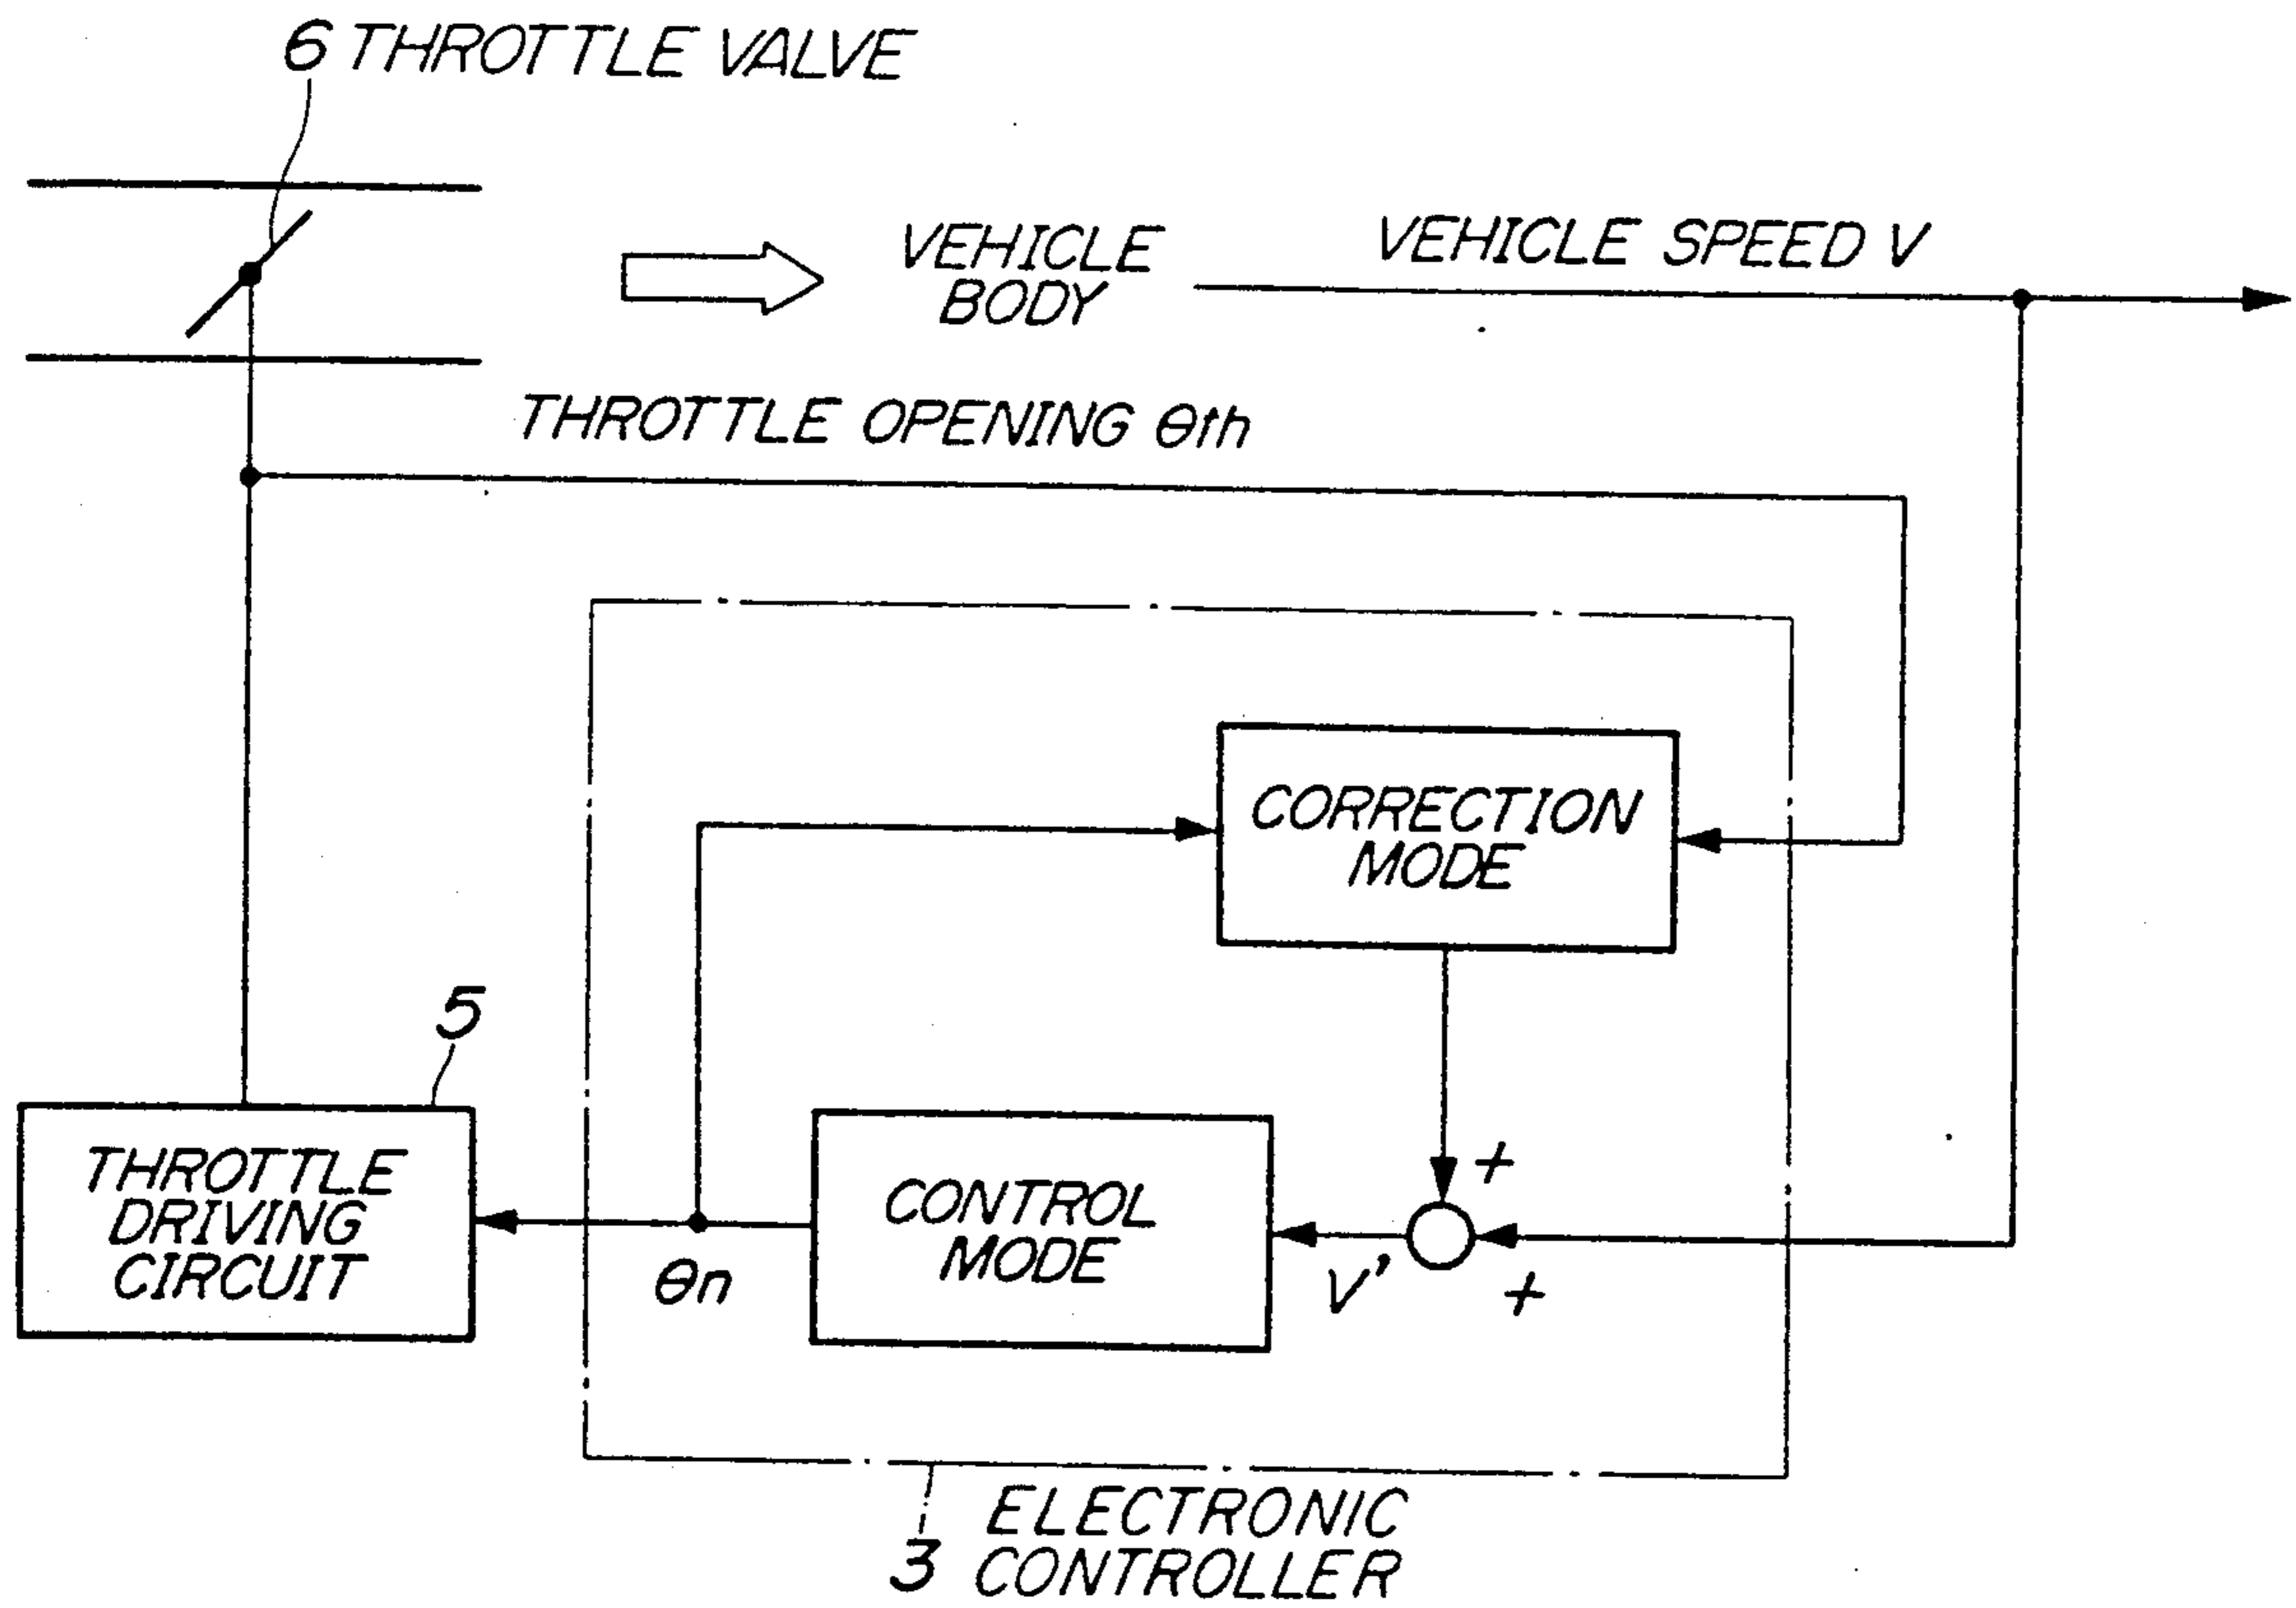 6 THROTTLE VALVE
VEHICLE
BODY
VEHICLE SPEED V
THROTTLE OPENING θth
CORRECTION
MODE
5
THROTTLE
DRIVING
CIRCUIT
θn
CONTROL
MODE
V'
+
+
3 ELECTRONIC
CONTROLLER